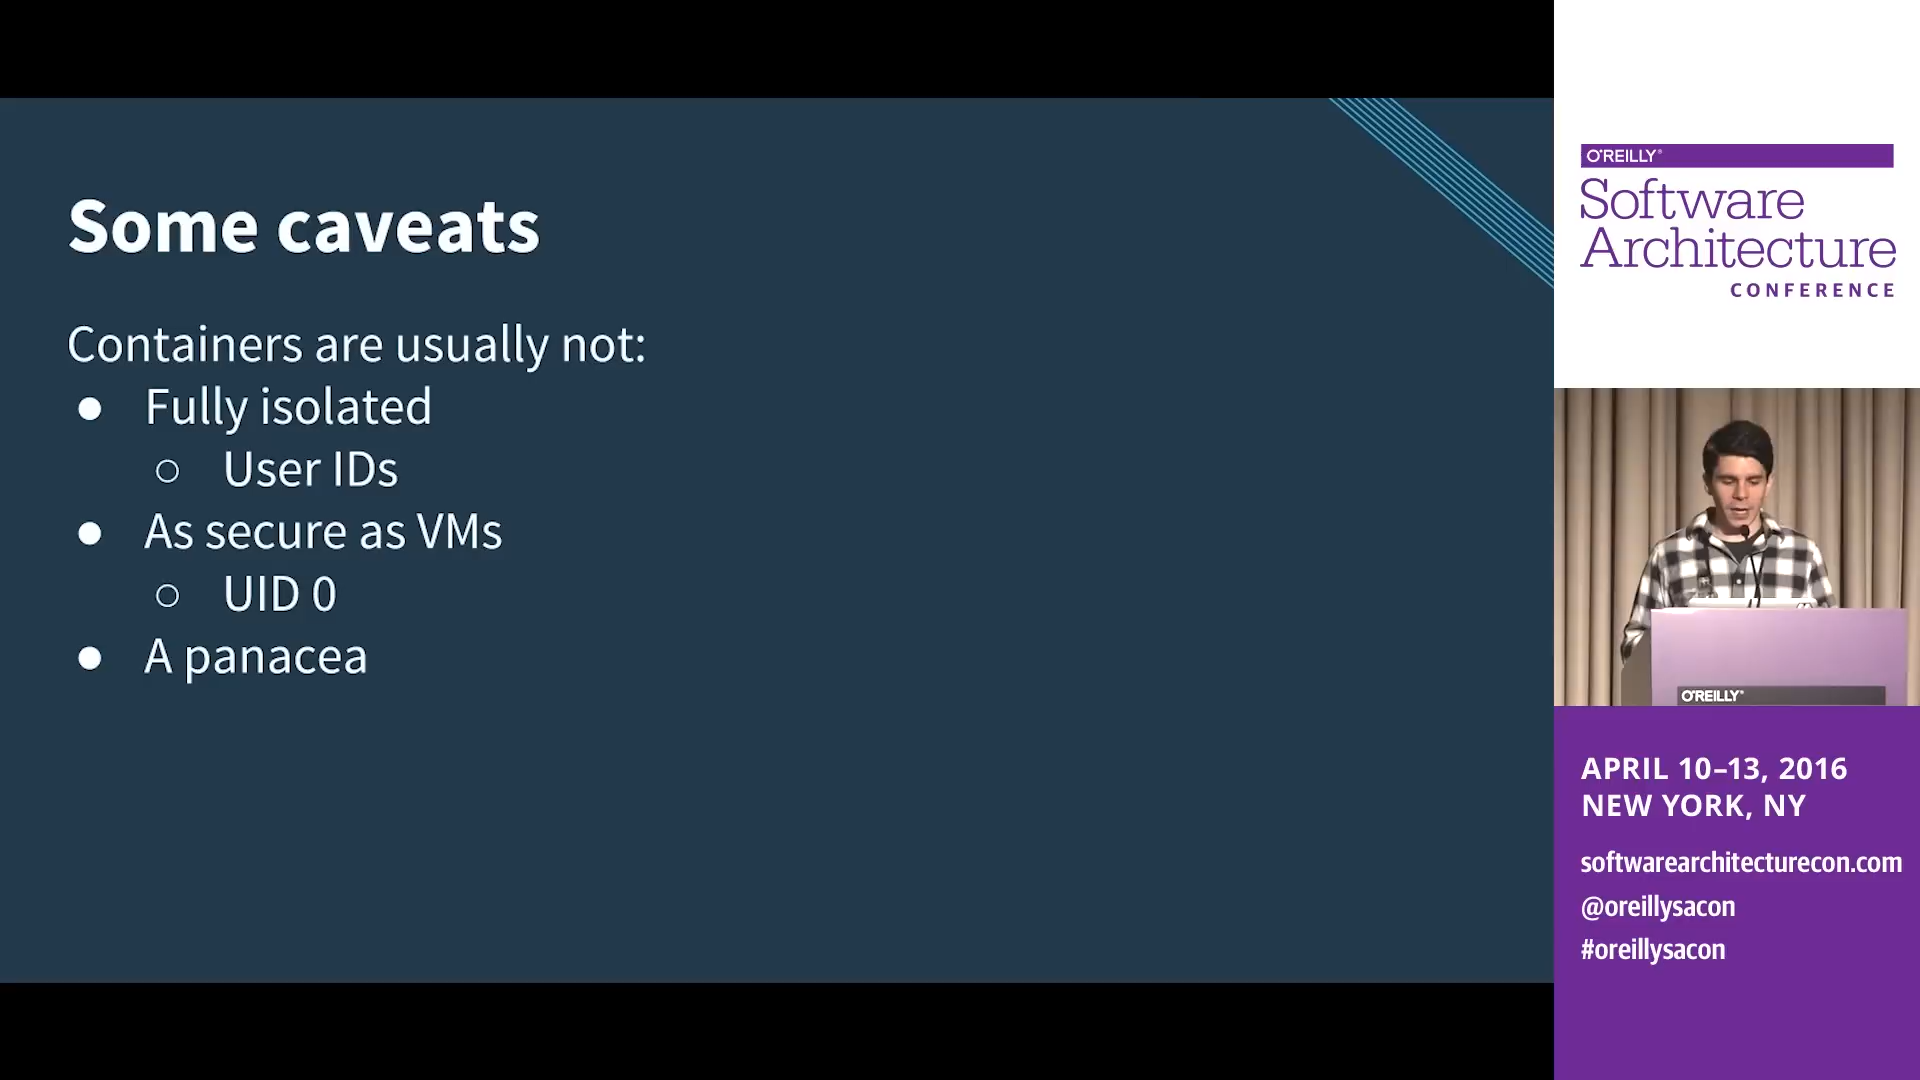 Some caveats
Containers are usually not:
● Fully isolated
○ User IDs
● As secure as VMs
○ UID 0
● A panacea
O'REILLY®
Software
Architecture
CONFERENCE
O'REILLY®
APRIL 10–13, 2016
NEW YORK, NY
softwarearchitecturecon.com
@oreillysacon
#oreillysacon